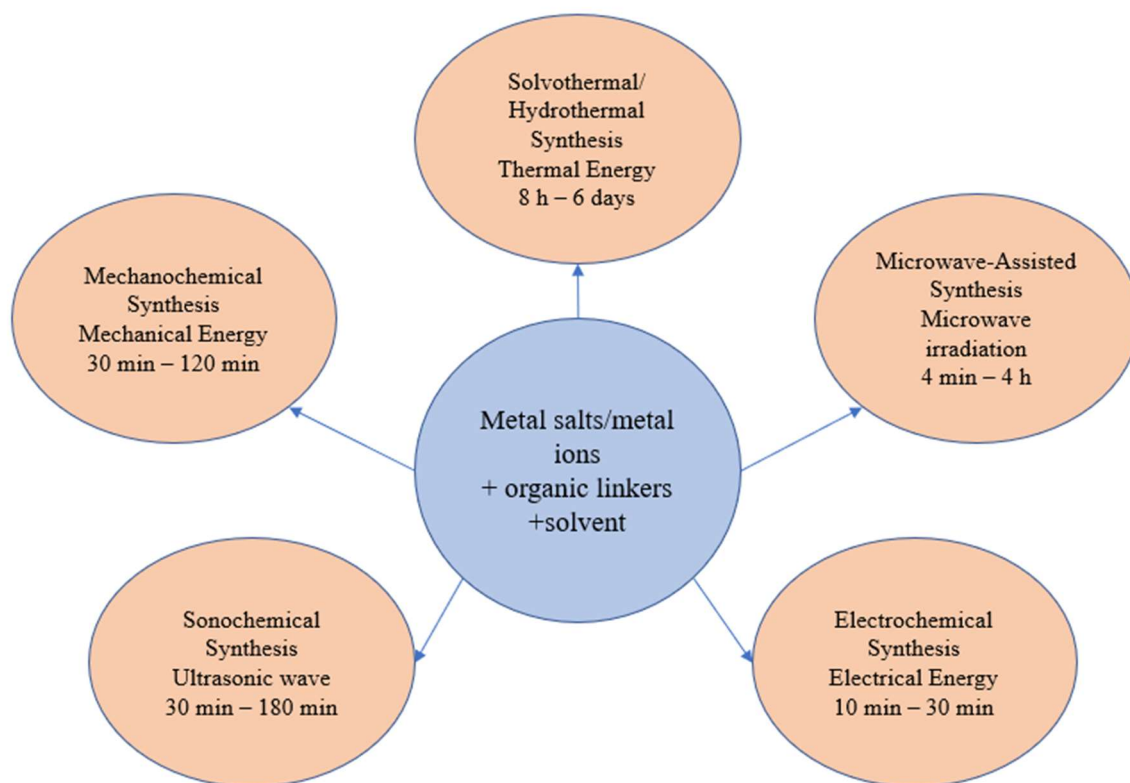 Solvothermal/
Hydrothermal
Synthesis
Thermal Energy
8 h – 6 days
Mechanochemical
Synthesis
Mechanical Energy
30 min – 120 min
Microwave-Assisted
Synthesis
Microwave
irradiation
4 min – 4 h
Metal salts/metal
ions
+ organic linkers
+solvent
Sonochemical
Synthesis
Ultrasonic wave
30 min – 180 min
Electrochemical
Synthesis
Electrical Energy
10 min – 30 min